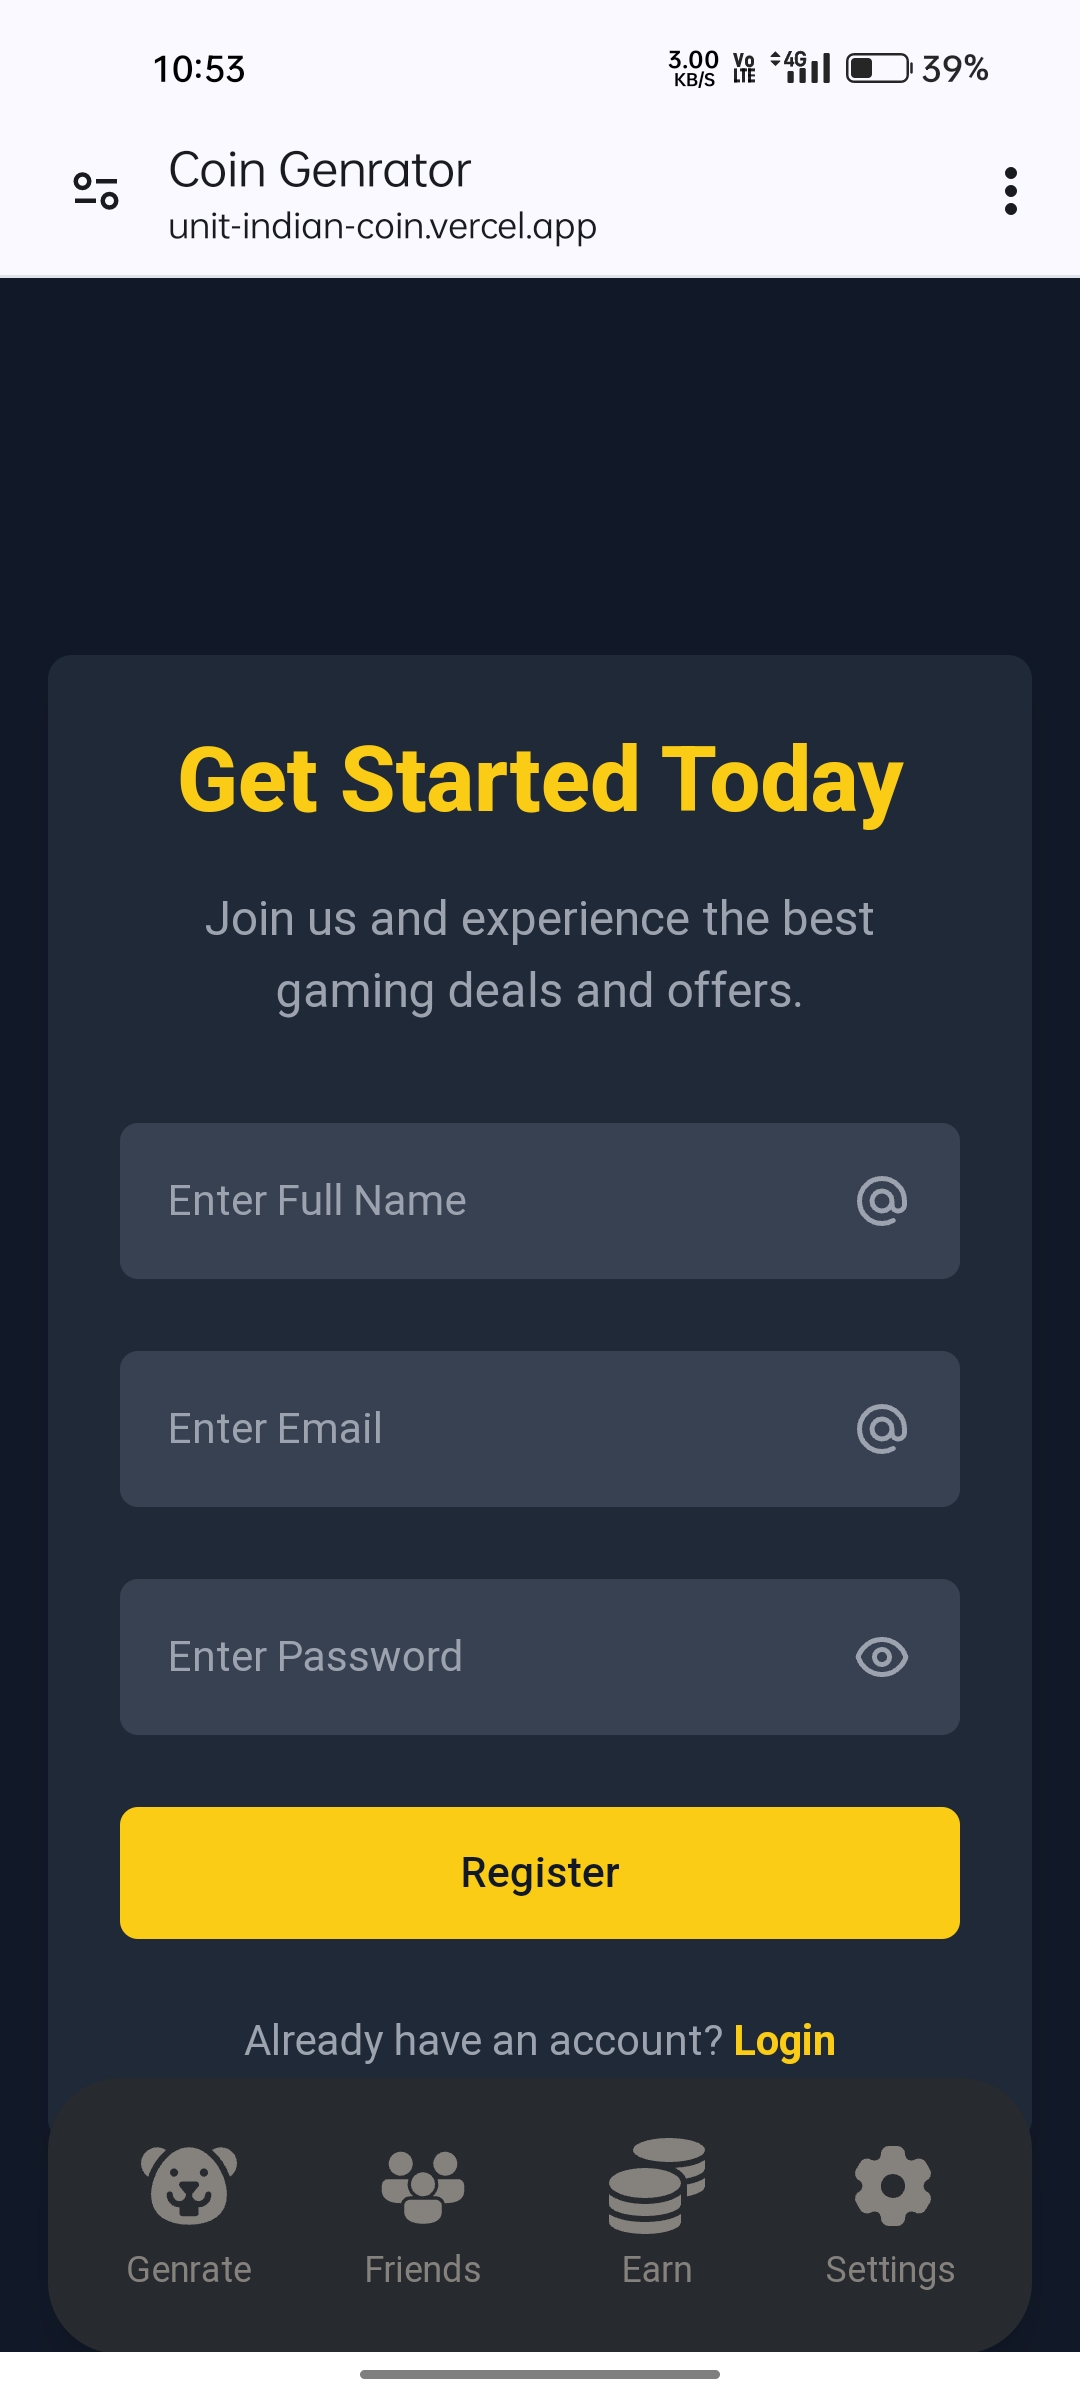 10:53
3.00 KB/S Vo LTE 4G 39%
Coin Genrator
unit-indian-coin.vercel.app
Get Started Today
Join us and experience the best
gaming deals and offers.
Enter Full Name
Enter Email
Enter Password
Register
Already have an account? Login
Genrate Friends Earn Settings